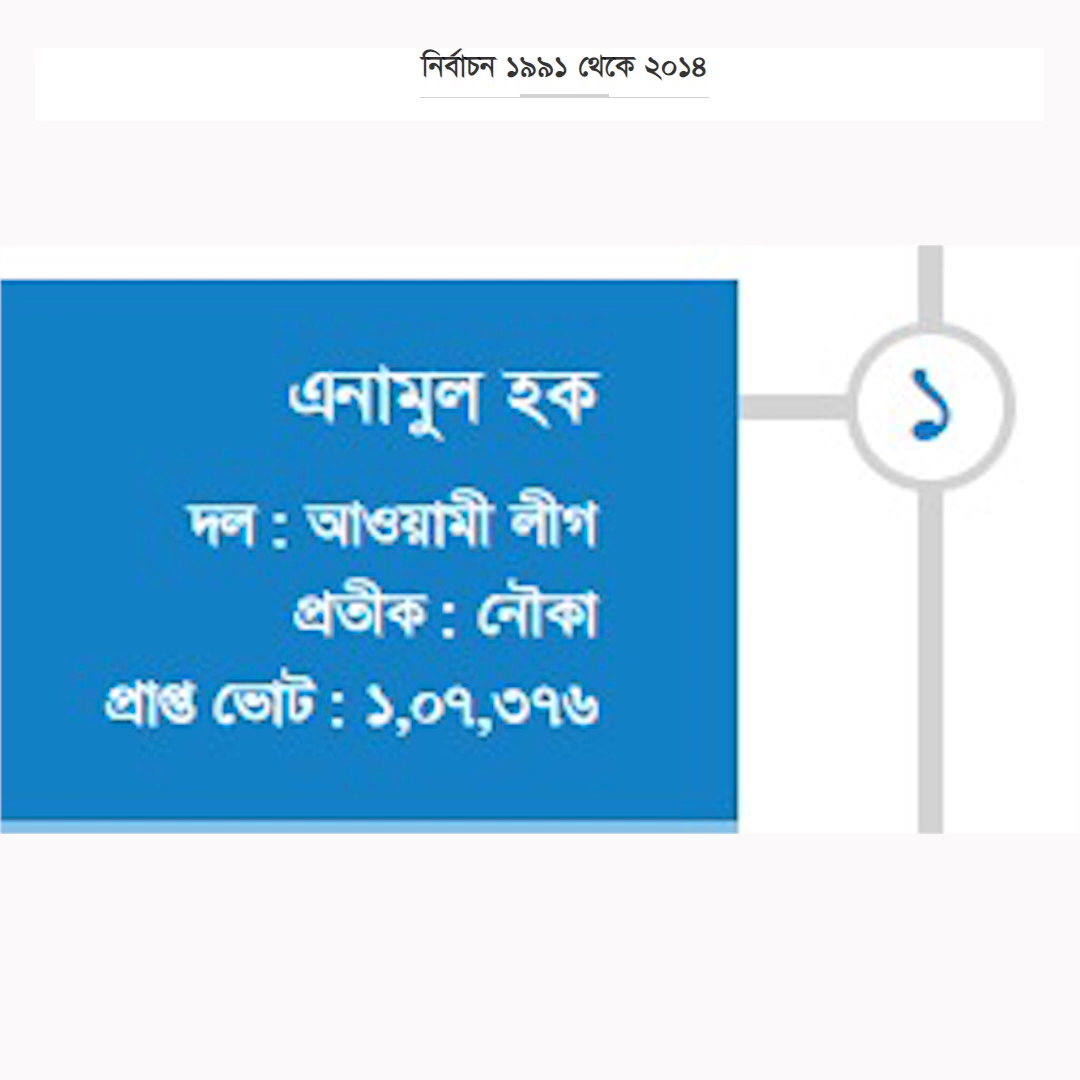 নির্বাচন ১৯৯১ থেকে ২০১৪
এনামুল হক
১
দল : আওয়ামী লীগ
প্রতীক : নৌকা
প্রাপ্ত ভোট : ১,০৭,৩৭৬